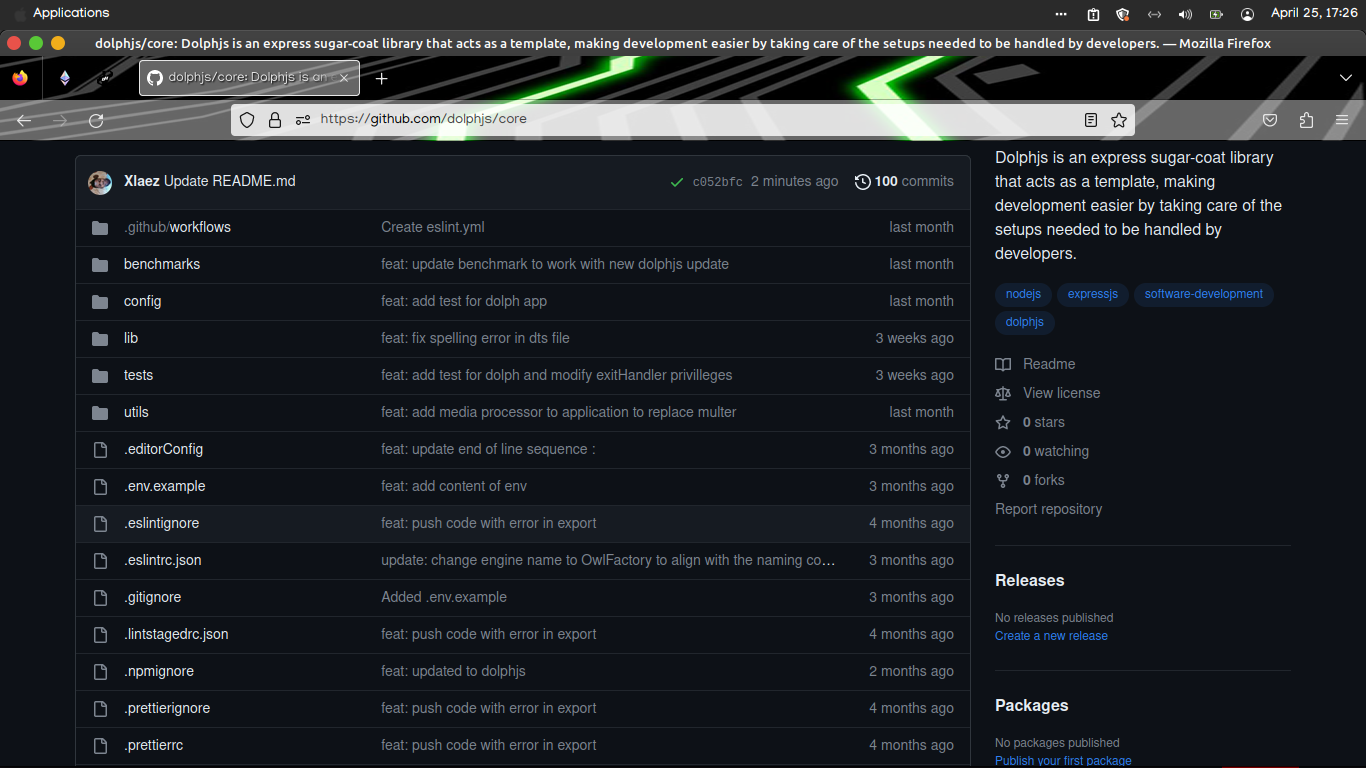 Applications
April 25, 17:26
dolphjs/core: Dolphjs is an express sugar-coat library that acts as a template, making development easier by taking care of the setups needed to be handled by developers. — Mozilla Firefox
dolphjs/core: Dolphjs is an
https://github.com/dolphjs/core
Xlaez Update README.md c052bfc 2 minutes ago 100 commits
.github/workflows Create eslint.yml last month
benchmarks feat: update benchmark to work with new dolphjs update last month
config feat: add test for dolph app last month
lib feat: fix spelling error in dts file 3 weeks ago
tests feat: add test for dolph and modify exitHandler privilleges 3 weeks ago
utils feat: add media processor to application to replace multer last month
.editorConfig feat: update end of line sequence : 3 months ago
.env.example feat: add content of env 3 months ago
.eslintignore feat: push code with error in export 4 months ago
.eslintrc.json update: change engine name to OwlFactory to align with the naming co... 3 months ago
.gitignore Added .env.example 3 months ago
.lintstagedrc.json feat: push code with error in export 4 months ago
.npmignore feat: updated to dolphjs 2 months ago
.prettierignore feat: push code with error in export 4 months ago
.prettierrc feat: push code with error in export 4 months ago
Dolphjs is an express sugar-coat library
that acts as a template, making
development easier by taking care of the
setups needed to be handled by
developers.
nodejs expressjs software-development
dolphjs
Readme
View license
0 stars
0 watching
0 forks
Report repository
Releases
No releases published
Create a new release
Packages
No packages published
Publish your first package